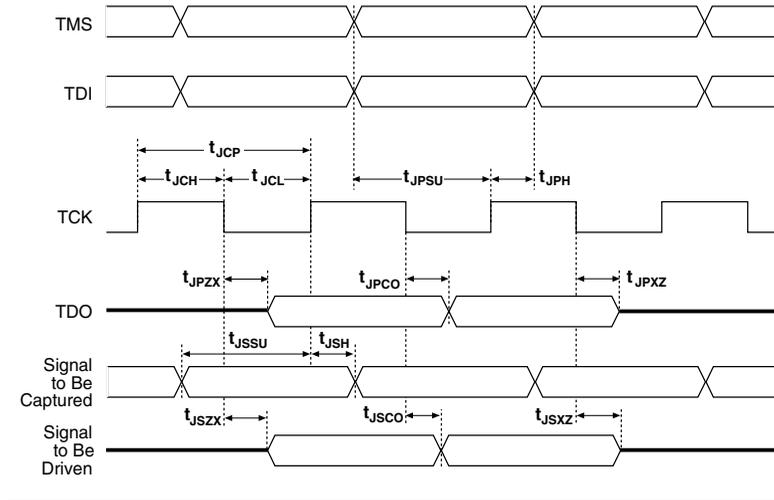 TMS
TDI
tJCP
tJCH
tJCL
tJPSU
tJPH
TCK
tJPZX
tJPCO
tJPXZ
TDO
tJSSU
tJSH
Signal
to Be
Captured
tJSZX
tJSCO
tJSXZ
Signal
to Be
Driven